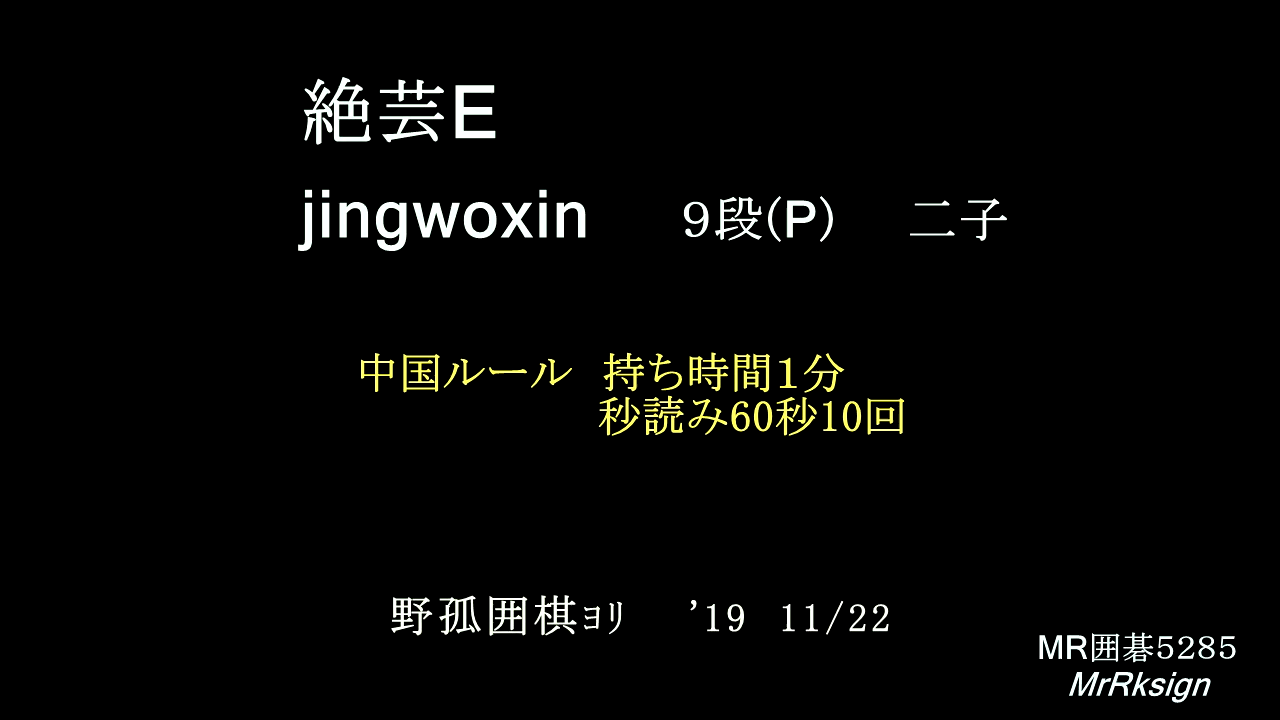 絶芸E
jingwoxin 9段(P) 二子
中国ルール 持ち時間1分
秒読み60秒10回
野孤囲棋ヨリ ’19 11/22
MR囲碁5285
MrRksign